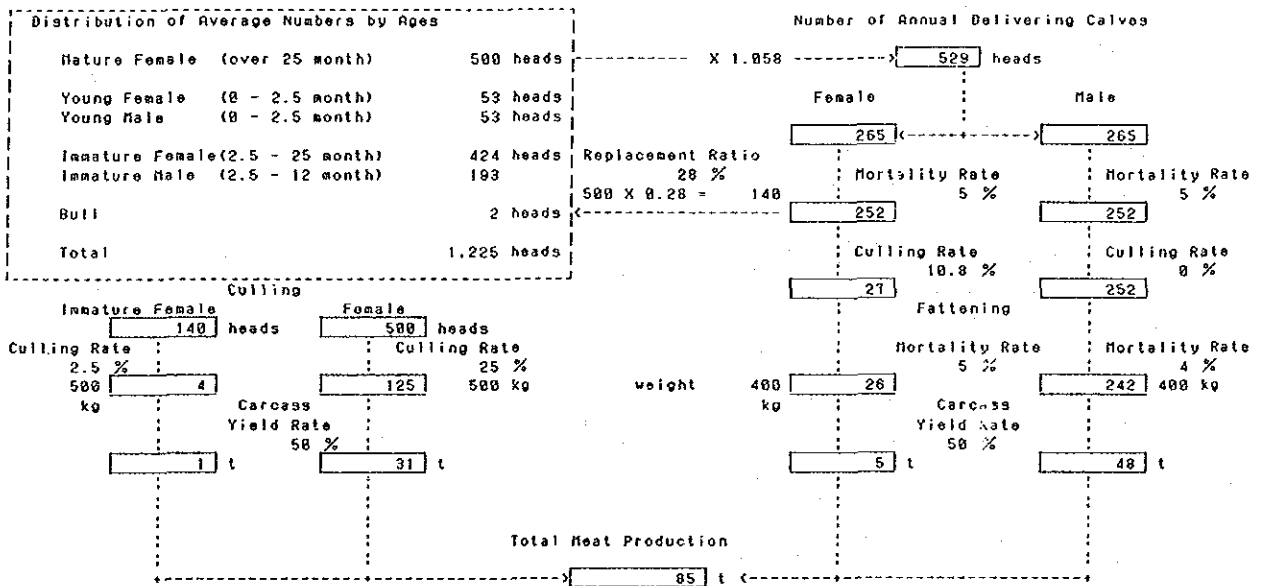 Distribution of Average Numbers by Ages
Mature Female (over 25 month) 500 heads
Young Female (0 - 2.5 month) 53 heads
Young Male (0 - 2.5 month) 53 heads
Immature Female (2.5 - 25 month) 424 heads
Immature Male (2.5 - 12 month) 193
Bull 2 heads
Total 1,225 heads
Number of Annual Delivering Calves
X 1.058
529 heads
Female Male
265 265
Replacement Ratio
28 %
500 X 0.28 = 140
Mortality Rate Mortality Rate
5 % 5 %
252 252
Culling Rate Culling Rate
10.8 % 0 %
27 252
Fattening
Mortality Rate Mortality Rate
5 % 4 %
weight 400 26 242 400 kg
kg
Carcass
Yield Rate
50 %
5 t 48 t
Culling
Immature Female Female
140 heads 500 heads
Culling Rate Culling Rate
2.5 % 25 %
500 4 125 500 kg
kg
Carcass
Yield Rate
50 %
1 t 31 t
Total Meat Production
85 t